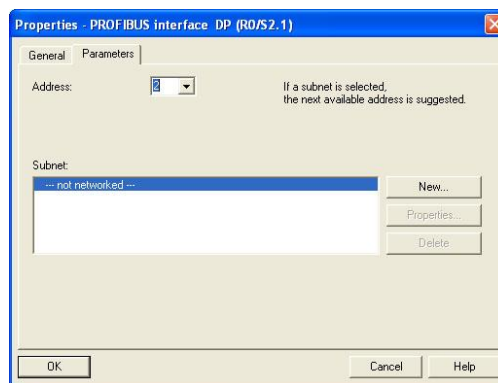 Properties - PROFIBUS interface DP (R0/S2.1)
General Parameters
Address: 2
If a subnet is selected,
the next available address is suggested.
Subnet:
--- not networked ---
New...
Properties...
Delete
OK
Cancel
Help